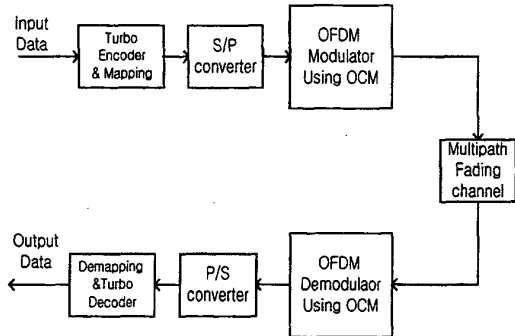 Input
Data
Turbo
Encoder
& Mapping
S/P
converter
OFDM
Modulator
Using OCM
Multipath
Fading
channel
Output
Data
Demapping
&Turbo
Decoder
P/S
converter
OFDM
Demodulaor
Using OCM